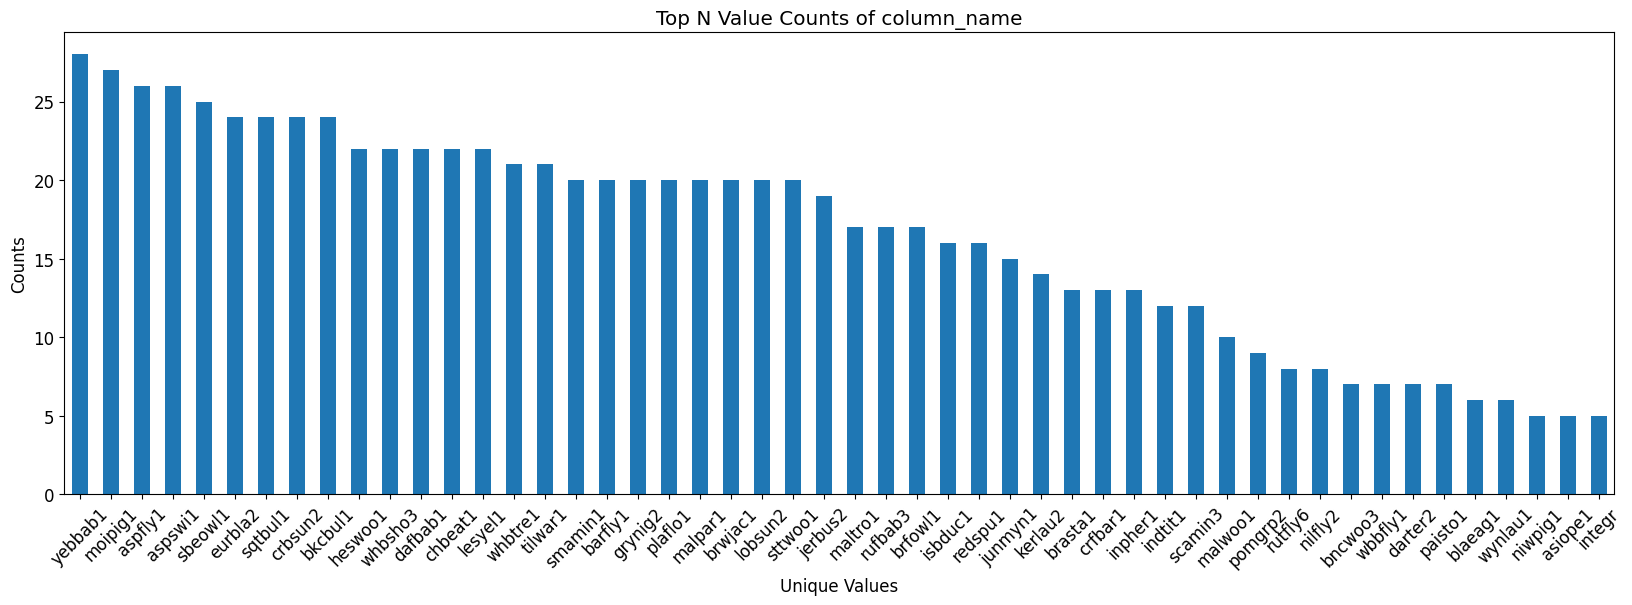 Top N Value Counts of column_name
Counts
25
20
15
10
5
0
yebbab1
moipig1
aspfly1
aspswi1
sbeowl1
eurbla2
sqtbul1
crbsun2
bkcbul1
heswoo1
whbsho3
dafbab1
chbeat1
lesyel1
whbtre1
tilwar1
smamin1
barfly1
grynig2
plaflo1
malpar1
brwjac1
lobsun2
sttwoo1
jerbus2
maltro1
rufbab3
brfowl1
isbduc1
redspu1
junmyn1
kerlau2
brasta1
crfbar1
inpher1
indtit1
scamin3
malwoo1
pomgrp2
rutfly6
nilfly2
bncwoo3
wbbfly1
darter2
paisto1
blaeag1
wynlau1
niwpig1
asiope1
integr
Unique Values